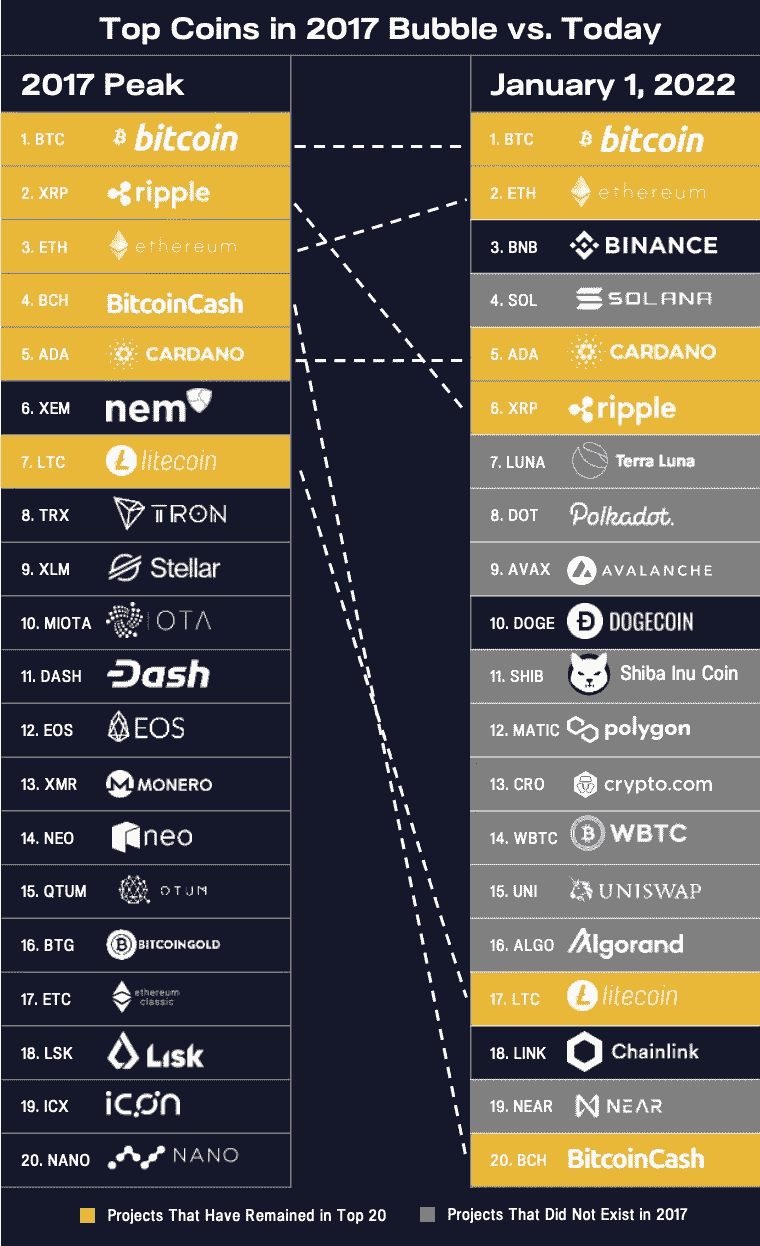 Top Coins in 2017 Bubble vs. Today
2017 Peak
1. BTC bitcoin
2. XRP ripple
3. ETH ethereum
4. BCH BitcoinCash
5. ADA CARDANO
6. XEM nem
7. LTC litecoin
8. TRX TRON
9. XLM Stellar
10. MIOTA IOTA
11. DASH Dash
12. EOS EOS
13. XMR MONERO
14. NEO neo
15. QTUM QTUM
16. BTG BITCOINGOLD
17. ETC ethereum
classic
18. LSK Lisk
19. ICX icon
20. NANO NANO
January 1, 2022
1. BTC bitcoin
2. ETH ethereum
3. BNB BINANCE
4. SOL SOLANA
5. ADA CARDANO
6. XRP ripple
7. LUNA Terra Luna
8. DOT Polkadot.
9. AVAX AVALANCHE
10. DOGE DOGECOIN
11. SHIB Shiba Inu Coin
12. MATIC polygon
13. CRO crypto.com
14. WBTC WBTC
15. UNI UNISWAP
16. ALGO Algorand
17. LTC litecoin
18. LINK Chainlink
19. NEAR NEAR
20. BCH BitcoinCash
Projects That Have Remained in Top 20
Projects That Did Not Exist in 2017